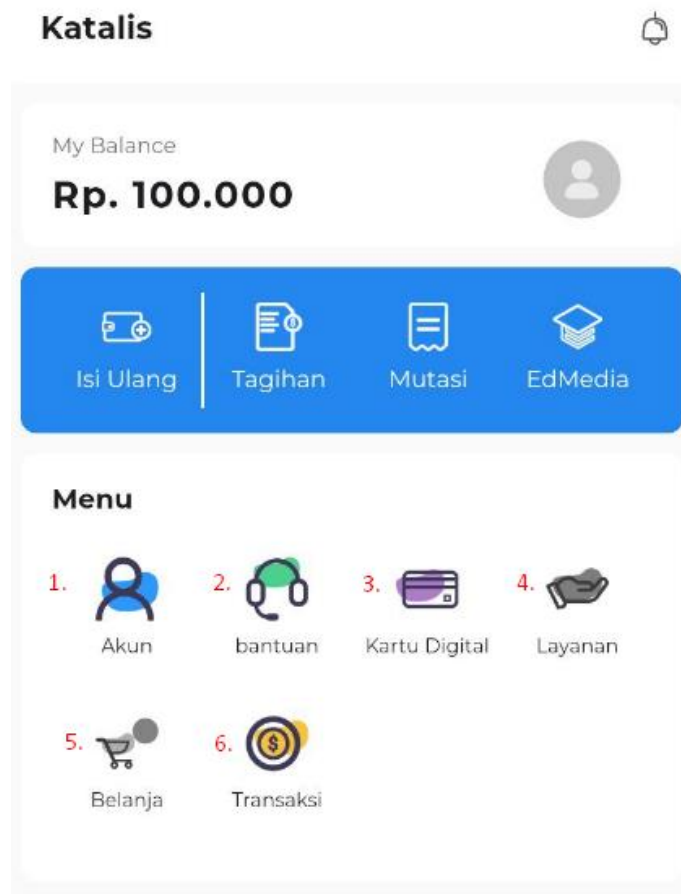 Katalis
My Balance
Rp. 100.000
Isi Ulang Tagihan Mutasi EdMedia
Menu
1. 2. 3. 4.
Akun bantuan Kartu Digital Layanan
5. 6. $
Belanja Transaksi